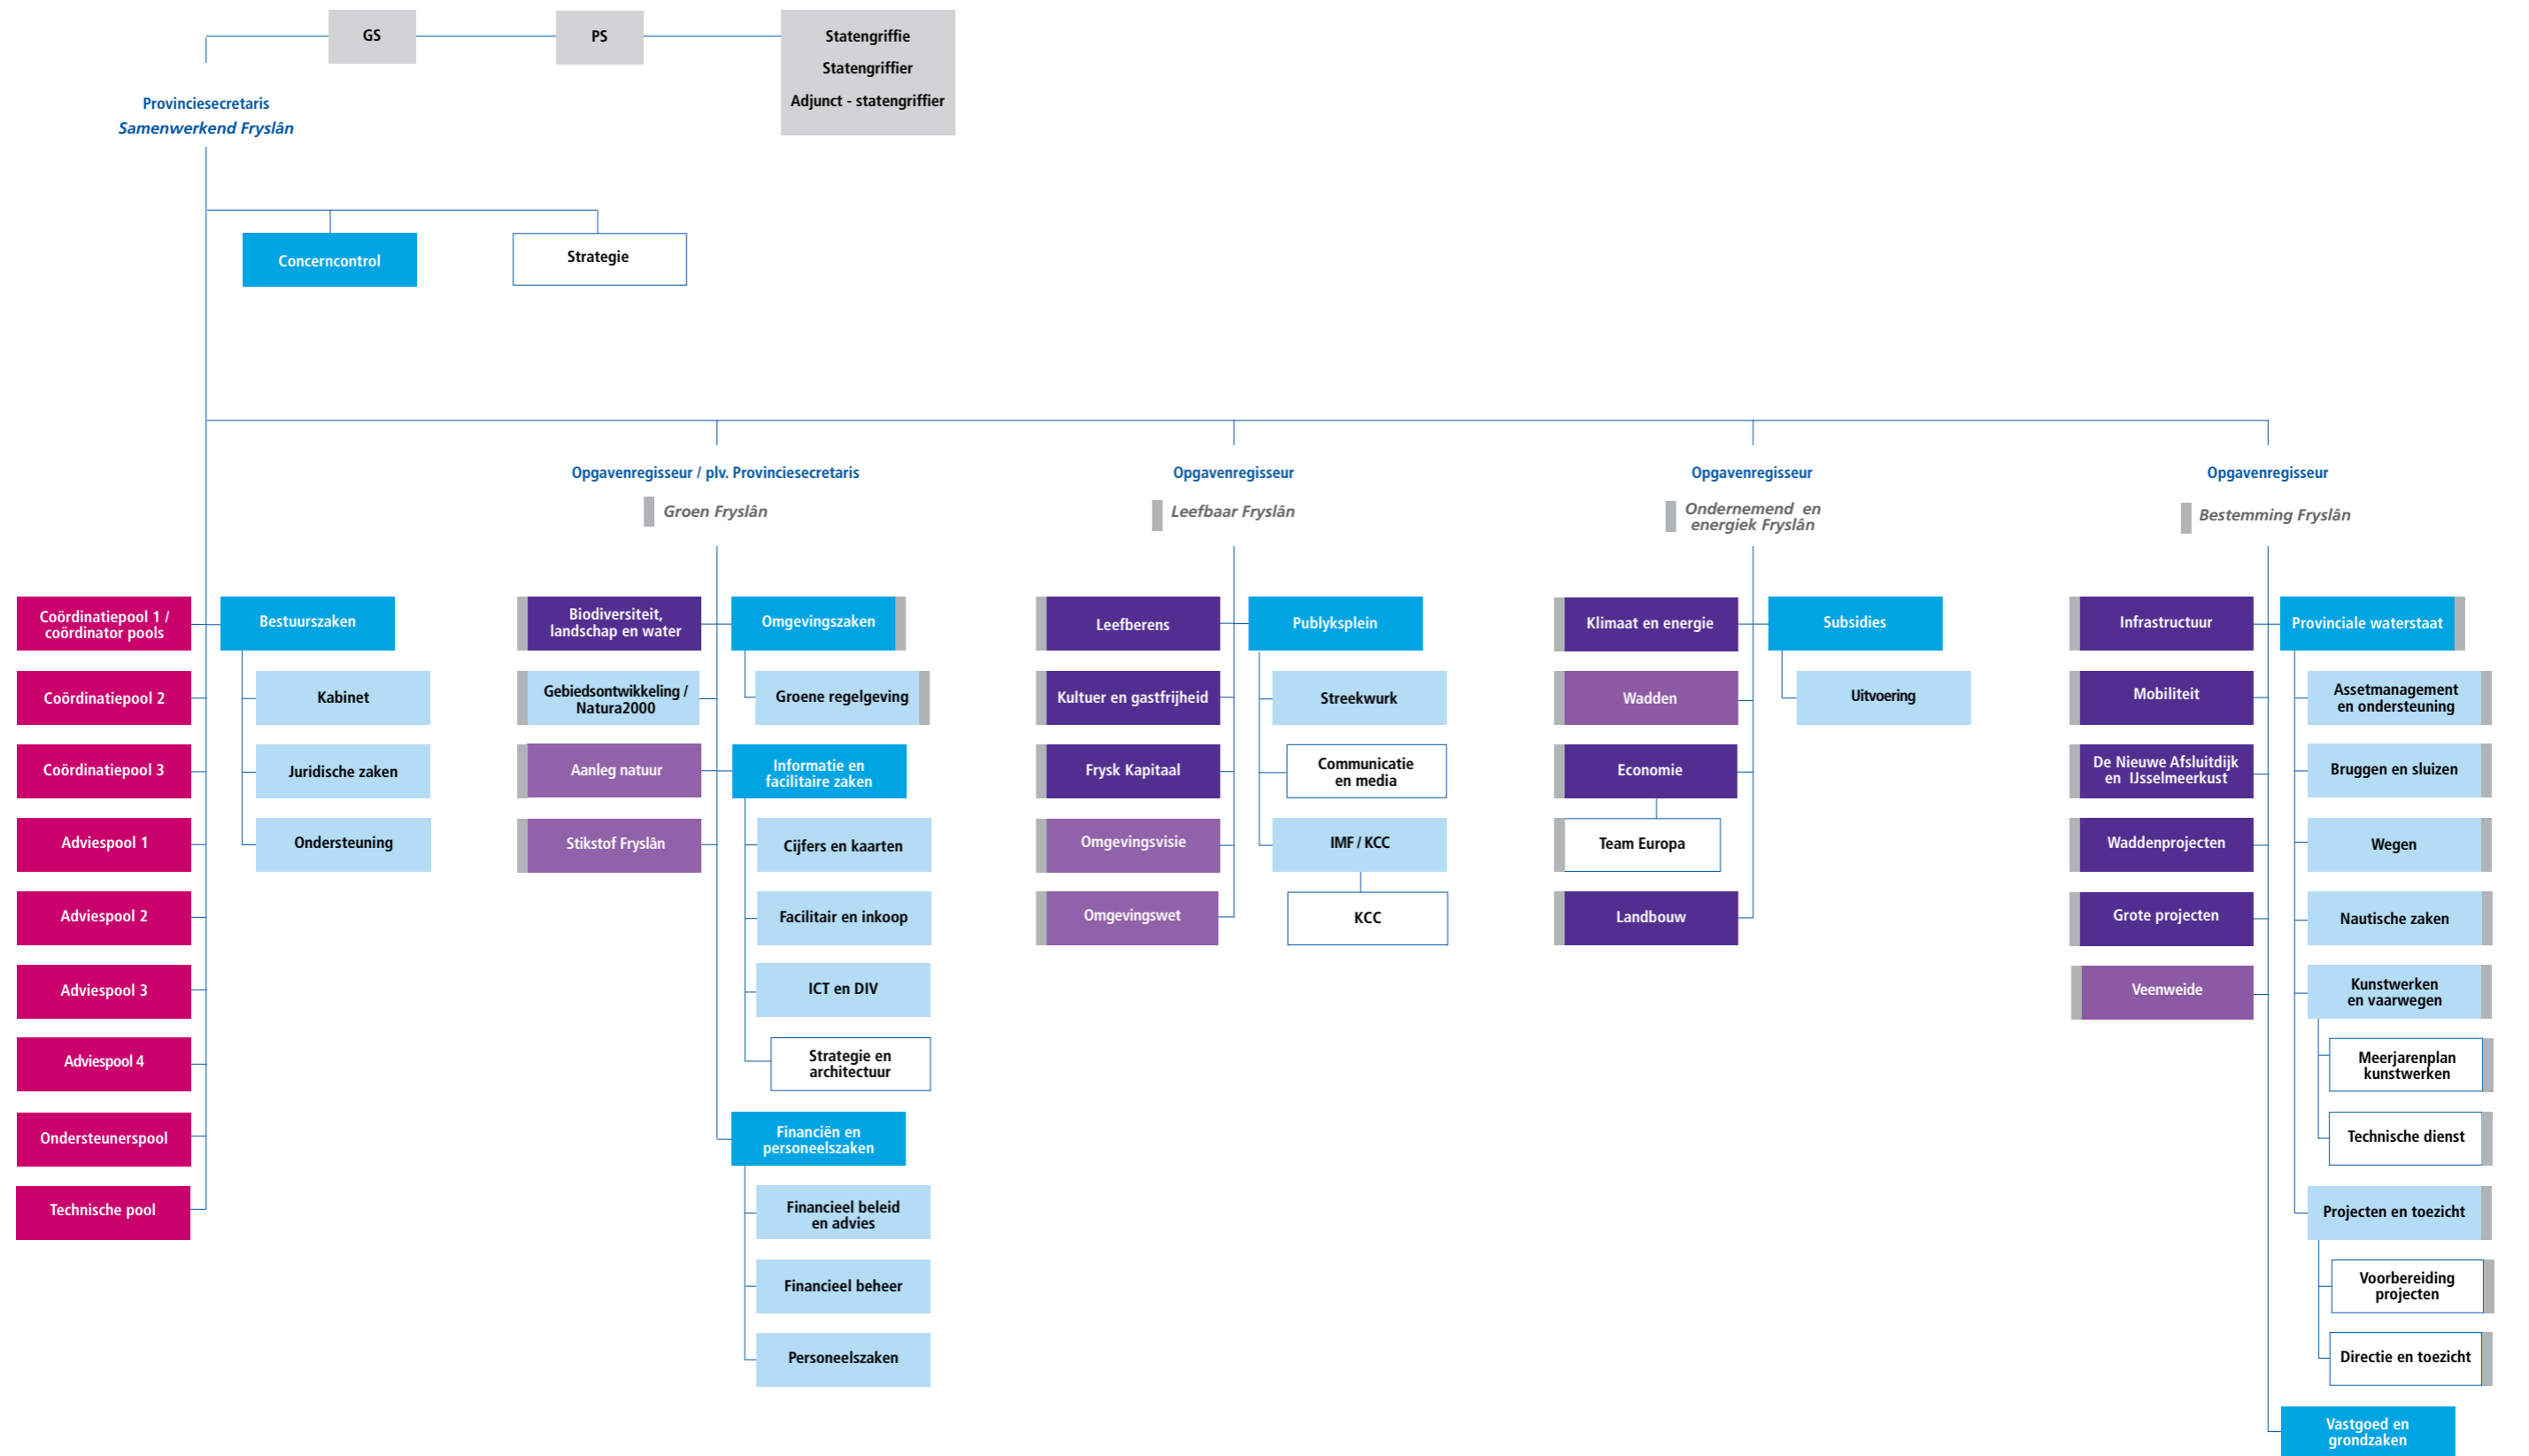 GS
PS
Statengriffie
Statengriffier
Adjunct - statengriffier
Provinciesecretaris
Samenwerkend Fryslân
Concerncontrol
Strategie
Opgavenregisseur / plv. Provinciesecretaris
Groen Fryslân
Opgavenregisseur
Leefbaar Fryslân
Opgavenregisseur
Ondernemend en
energiek Fryslân
Opgavenregisseur
Bestemming Fryslân
Coördinatiepool 1 /
coördinator pools
Coördinatiepool 2
Coördinatiepool 3
Adviespool 1
Adviespool 2
Adviespool 3
Adviespool 4
Ondersteunerspool
Technische pool
Bestuurszaken
Kabinet
Juridische zaken
Ondersteuning
Biodiversiteit,
landschap en water
Gebiedsontwikkeling /
Natura2000
Aanleg natuur
Stikstof Fryslân
Omgevingszaken
Groene regelgeving
Informatie en
facilitaire zaken
Cijfers en kaarten
Facilitair en inkoop
ICT en DIV
Strategie en
architectuur
Financiën en
personeelszaken
Financieel beleid
en advies
Financieel beheer
Personeelszaken
Leefberens
Kultuer en gastfrijheid
Frysk Kapitaal
Omgevingsvisie
Omgevingswet
Publyksplein
Streekwurk
Communicatie
en media
IMF / KCC
KCC
Klimaat en energie
Wadden
Economie
Team Europa
Landbouw
Subsidies
Uitvoering
Infrastructuur
Mobiliteit
De Nieuwe Afsluitdijk
en IJsselmeerkust
Waddenprojecten
Grote projecten
Veenweide
Provinciale waterstaat
Assetmanagement
en ondersteuning
Bruggen en sluizen
Wegen
Nautische zaken
Kunstwerken
en vaarwegen
Meerjarenplan
kunstwerken
Technische dienst
Projecten en toezicht
Voorbereiding
projecten
Directie en toezicht
Vastgoed en
grondzaken